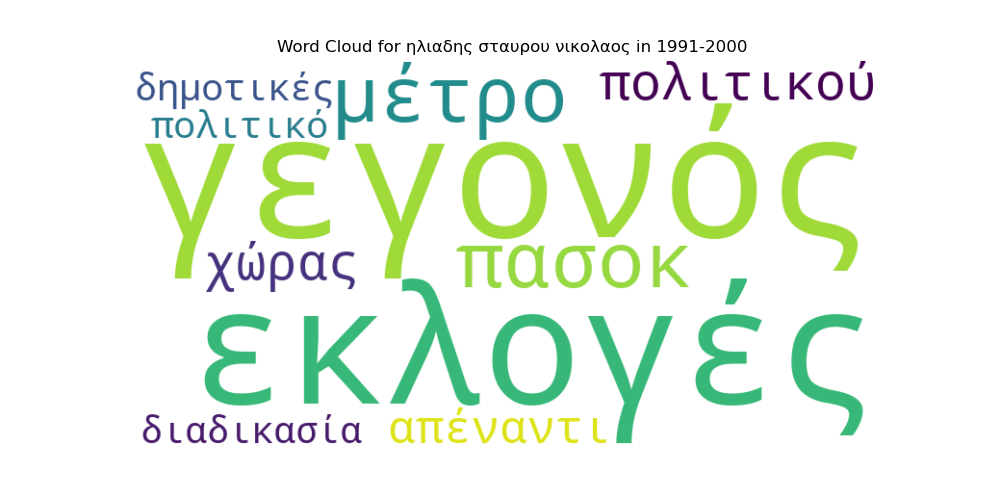 Word Cloud for ηλιαδης σταυρου νικολαος in 1991-2000
δημοτικές μέτρο πολιτικού
πολιτικό
γεγονός
χώρας πασοκ
εκλογές
διαδικασία απέναντι